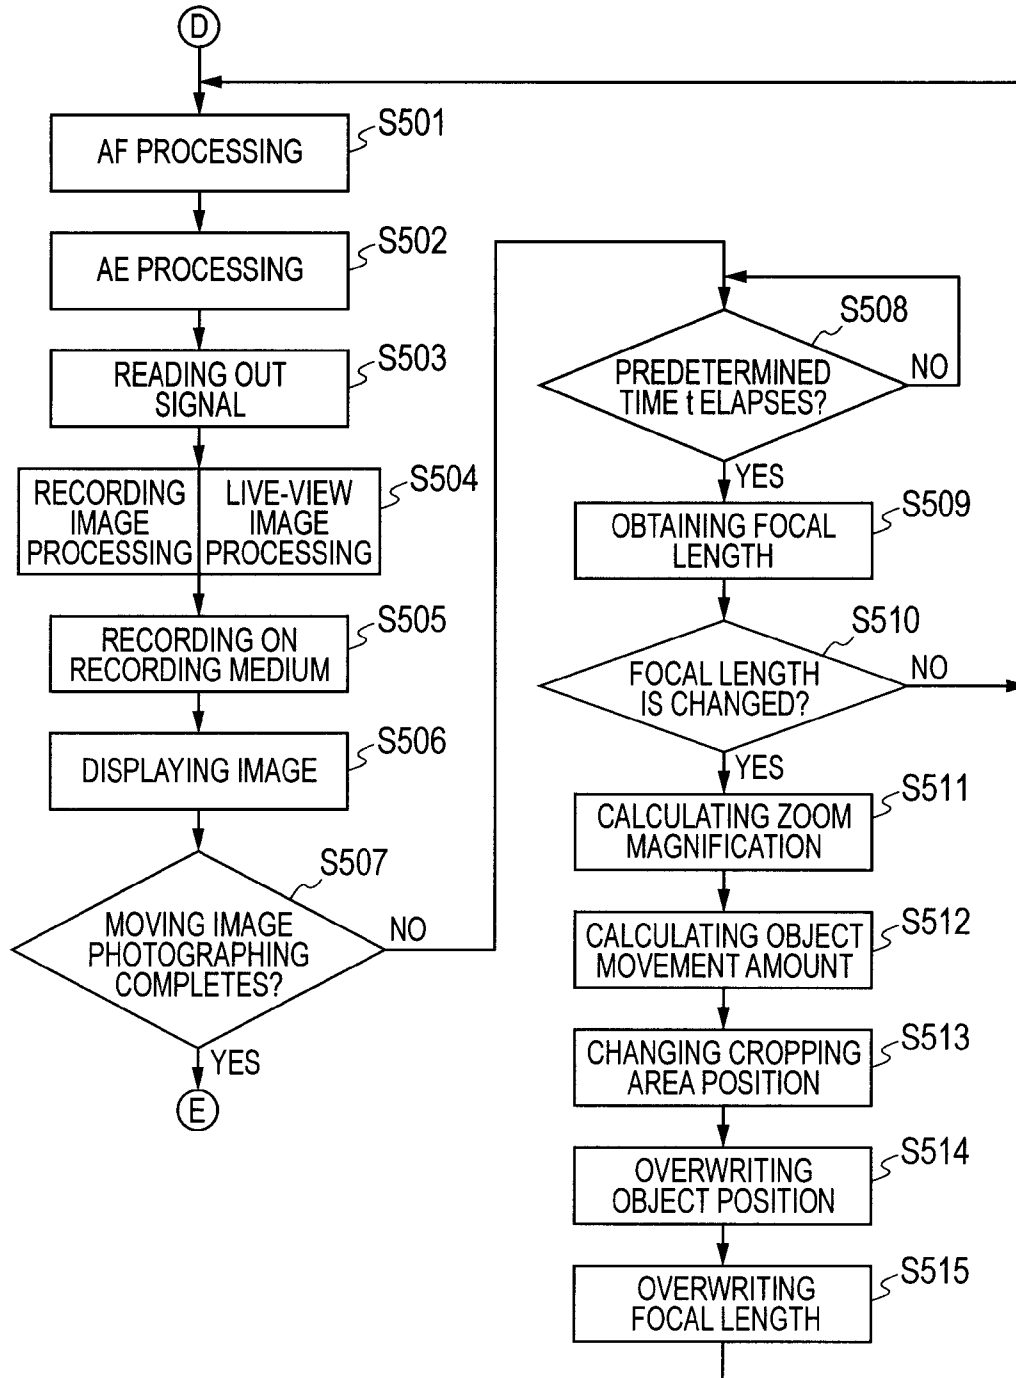 D
S501
AF PROCESSING
S502
AE PROCESSING
S503
READING OUT
SIGNAL
S504
RECORDING
IMAGE
PROCESSING
LIVE-VIEW
IMAGE
PROCESSING
S505
RECORDING ON
RECORDING MEDIUM
S506
DISPLAYING IMAGE
S507
MOVING IMAGE
PHOTOGRAPHING
COMPLETES?
NO
YES
E
S508
PREDETERMINED
TIME t ELAPSES?
NO
YES
S509
OBTAINING FOCAL
LENGTH
S510
FOCAL LENGTH
IS CHANGED?
NO
YES
S511
CALCULATING ZOOM
MAGNIFICATION
S512
CALCULATING OBJECT
MOVEMENT AMOUNT
S513
CHANGING CROPPING
AREA POSITION
S514
OVERWRITING
OBJECT POSITION
S515
OVERWRITING
FOCAL LENGTH